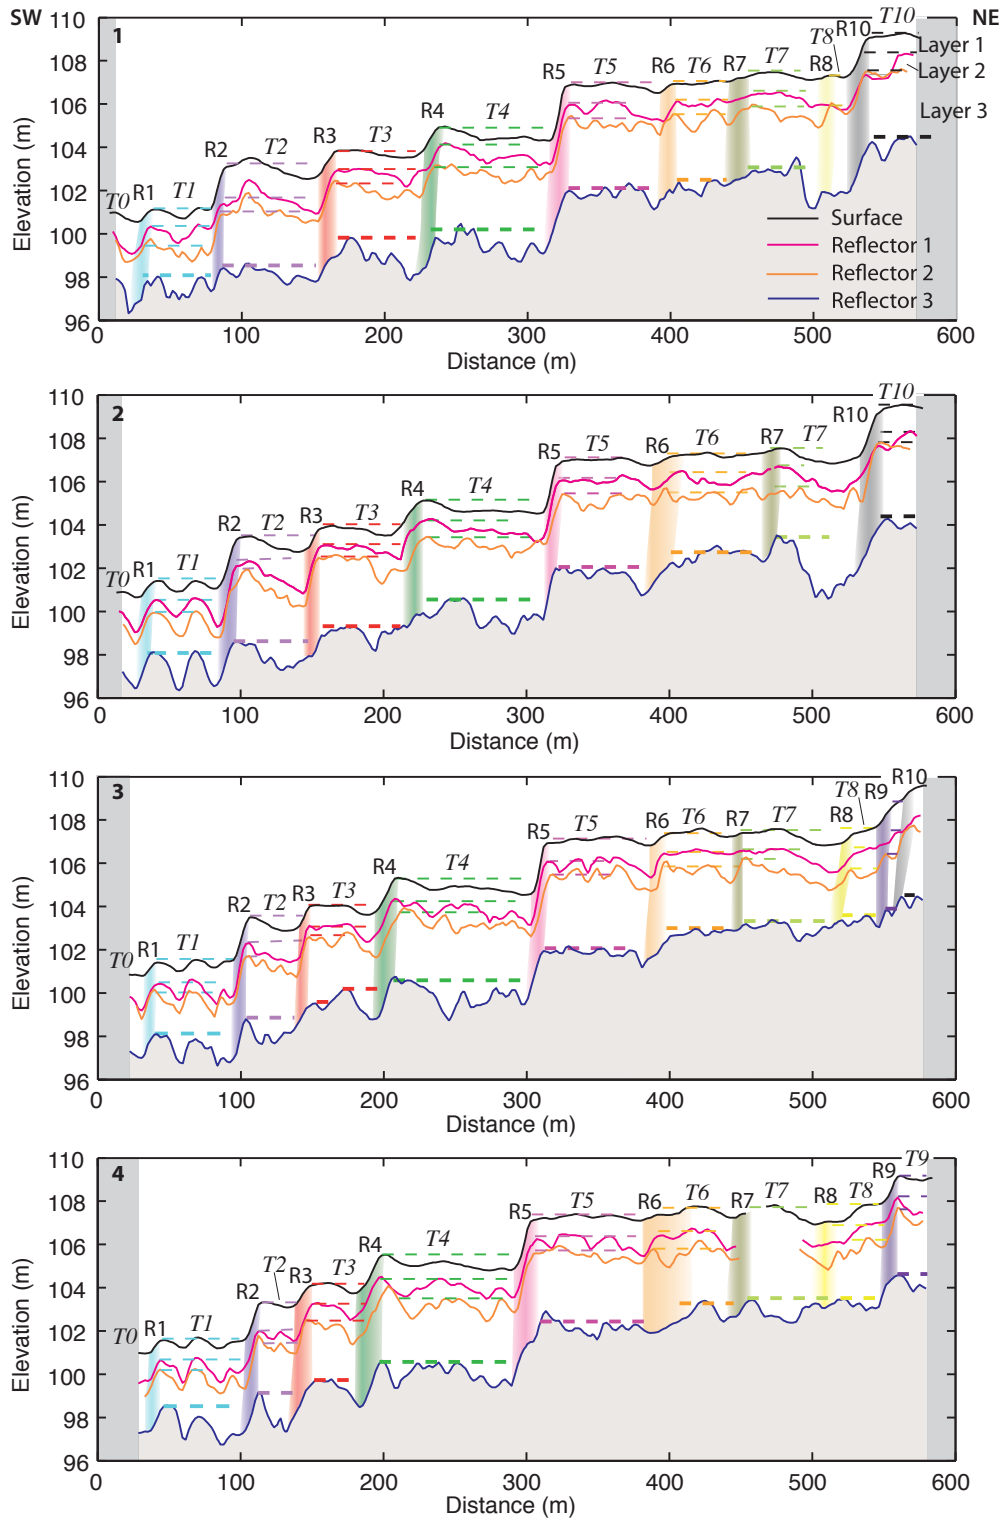 SW NE
1
T0 R1 T1 R2 T2 R3 T3 R4 T4 R5 T5 R6 T6 R7 T7 T8 R8 R10 T10
Layer 1
Layer 2
Layer 3
Surface
Reflector 1
Reflector 2
Reflector 3
Elevation (m)
110
108
106
104
102
100
98
96
0 100 200 300 400 500 600
Distance (m)
2
T0 R1 T1 R2 T2 R3 T3 R4 T4 R5 T5 R6 T6 R7 T7 R10 T10
Elevation (m)
110
108
106
104
102
100
98
96
0 100 200 300 400 500 600
Distance (m)
3
T0 R1 T1 R2 T2 R3 T3 R4 T4 R5 T5 R6 T6 R7 T7 R8 T8 R9 R10
Elevation (m)
110
108
106
104
102
100
98
96
0 100 200 300 400 500 600
Distance (m)
4
T0 R1 T1 R2 T2 R3 T3 R4 T4 R5 T5 R6 T6 R7 T7 R8 T8 R9 T9
Elevation (m)
110
108
106
104
102
100
98
96
0 100 200 300 400 500 600
Distance (m)